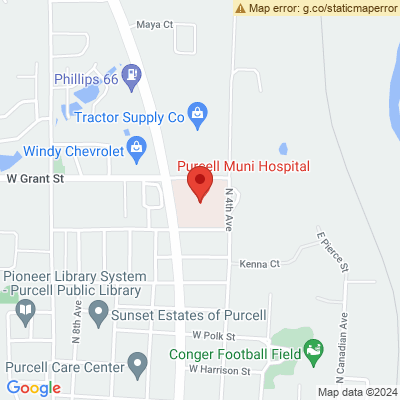 Map error: g.co/staticmaperror
Maya Ct
Phillips 66
Tractor Supply Co
Windy Chevrolet
Purcell Muni Hospital
W Grant St
N 4th Ave
E Pierce St
Kenna Ct
Pioneer Library System
- Purcell Public Library
N 8th Ave
Sunset Estates of Purcell
N Canadian Ave
W Polk St
Conger Football Field
Purcell Care Center
W Harrison St
Google
Map data ©2024